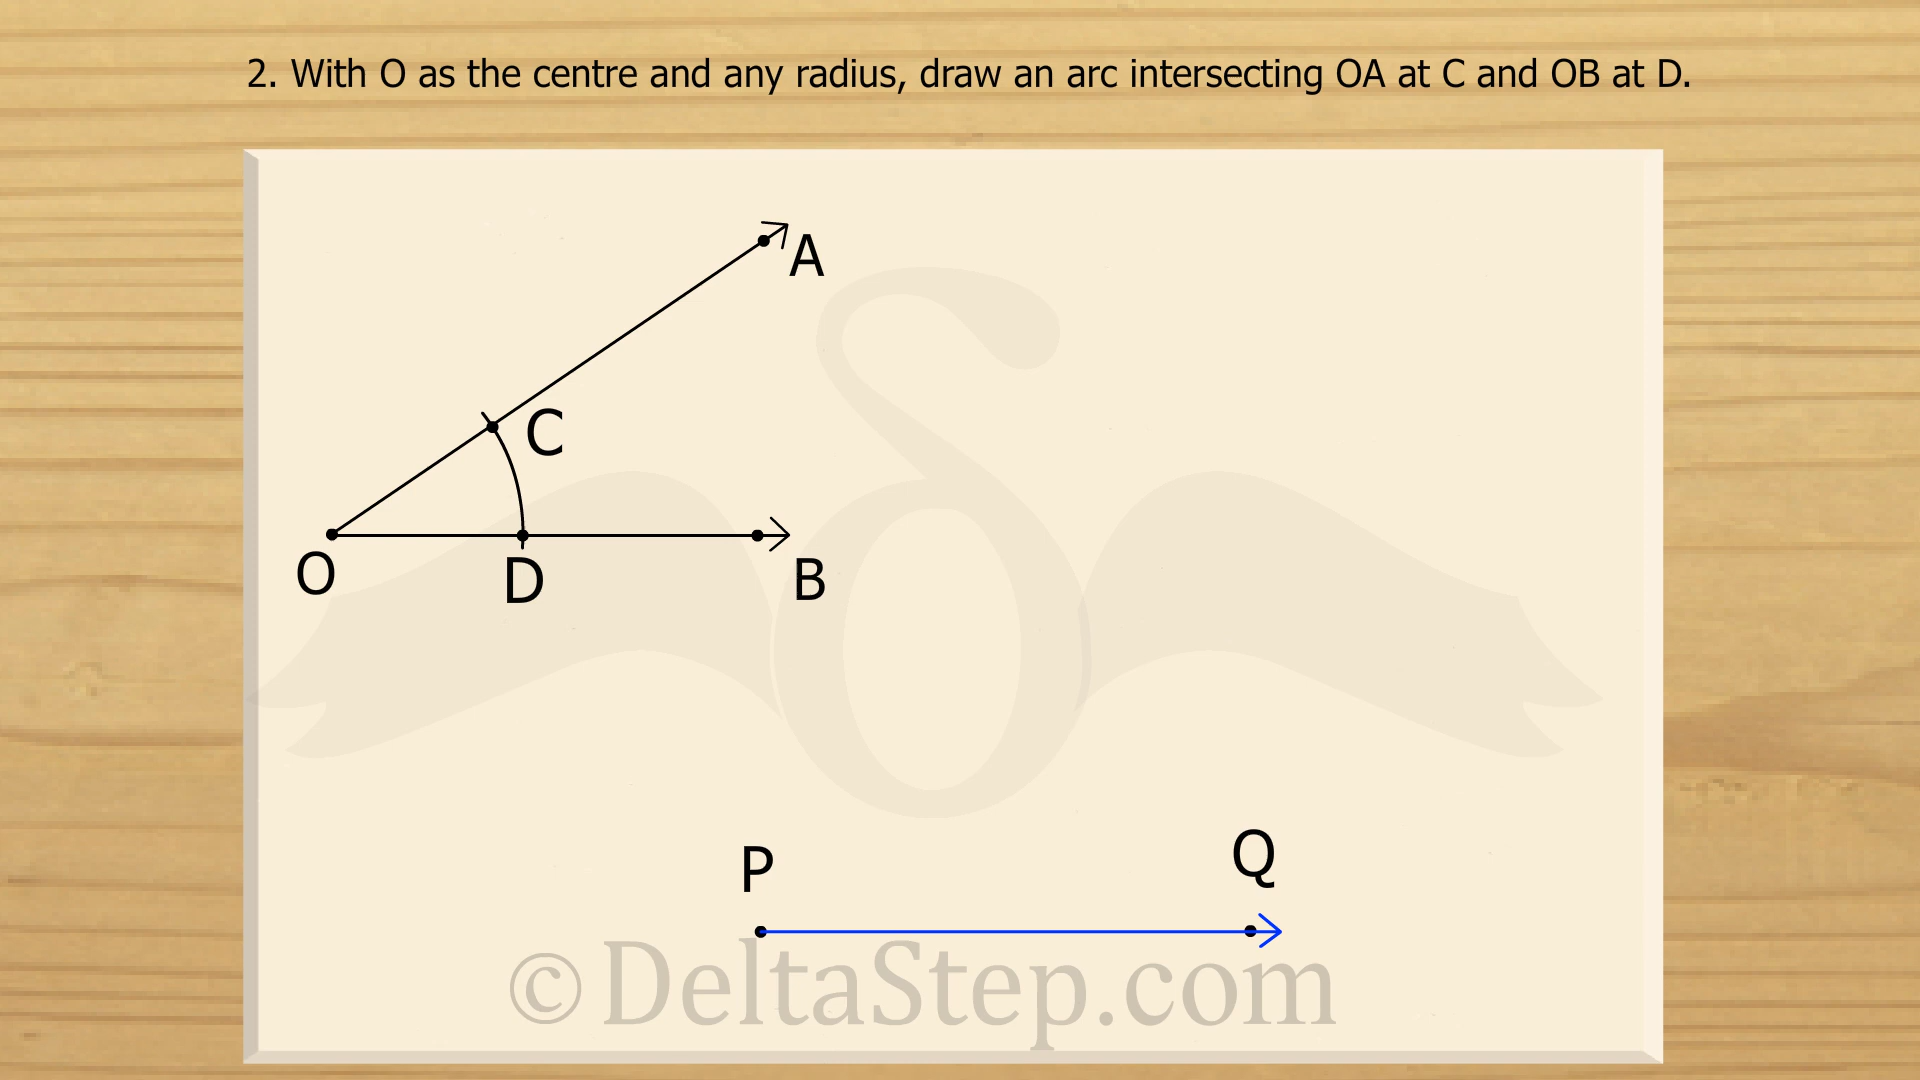 2. With O as the centre and any radius, draw an arc intersecting OA at C and OB at D.
A
C
O
D
B
P
Q
©DeltaStep.com